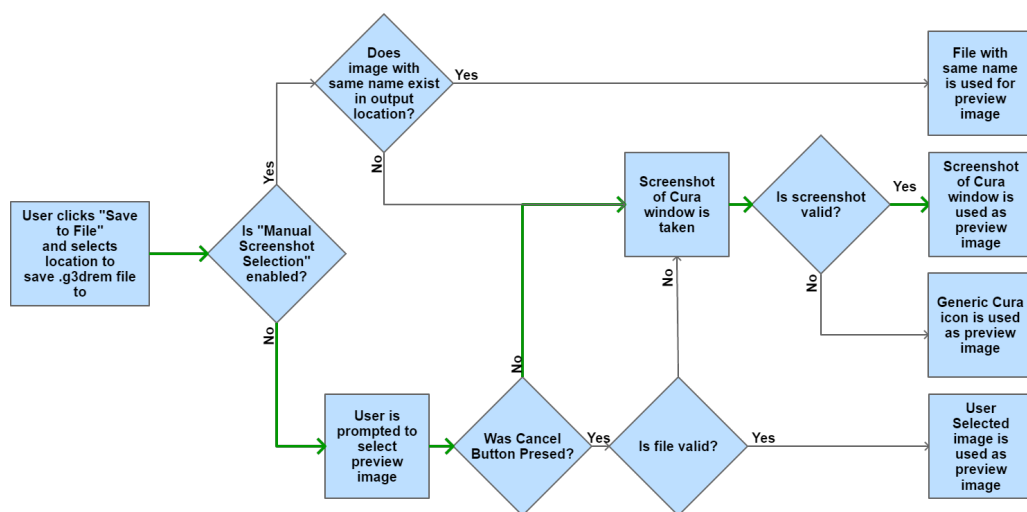 Does
image with
same name exist
in output
location?
Yes
File with
same name
is used for
preview
image
No
Yes
User clicks "Save
to File"
and selects
location to
save .g3drem file
to
Is "Manual
Screenshot
Selection"
enabled?
No
Screenshot
of Cura
window is
taken
Is screenshot
valid?
Yes
Screenshot
of Cura
window is
used as
preview
image
No
Generic Cura
icon is used
as preview
image
User is
prompted to
select
preview
image
Was Cancel
Button Presed?
No
Yes
Is file valid?
No
Yes
User
Selected
image is
used as
preview
image